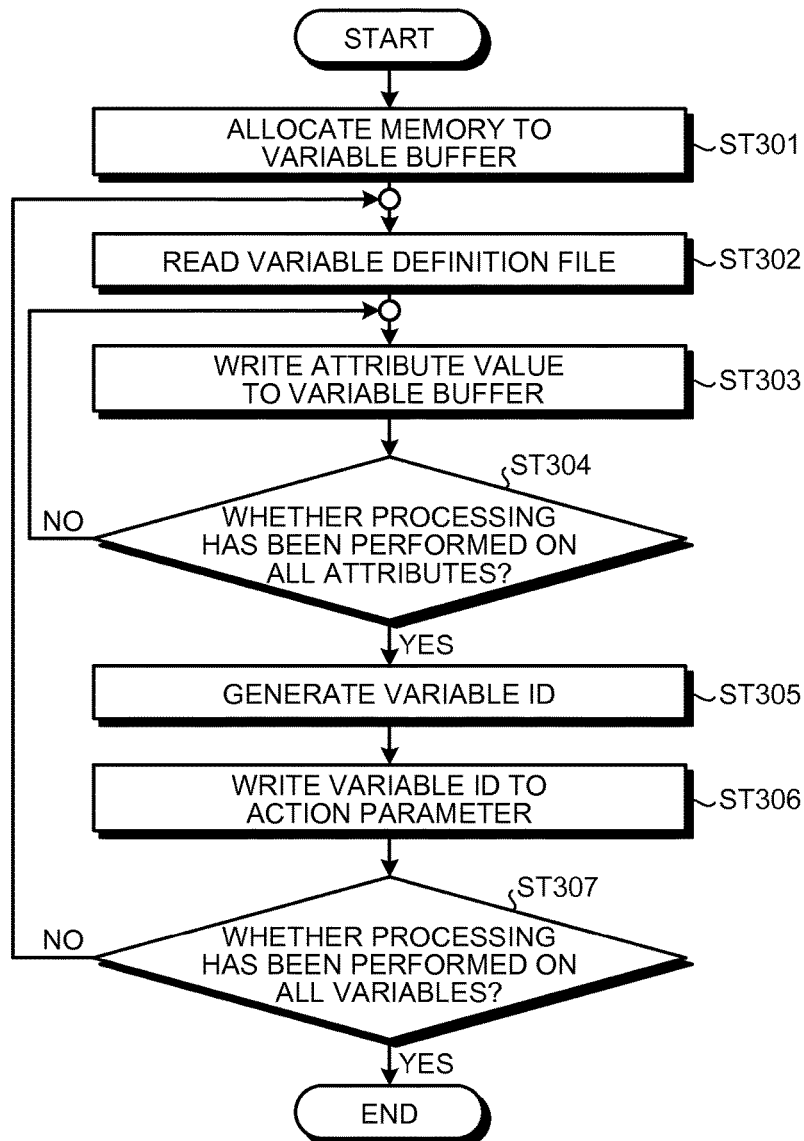 START
ALLOCATE MEMORY TO
VARIABLE BUFFER
ST301
READ VARIABLE DEFINITION FILE
ST302
WRITE ATTRIBUTE VALUE
TO VARIABLE BUFFER
ST303
ST304
NO
WHETHER PROCESSING
HAS BEEN PERFORMED ON
ALL ATTRIBUTES?
YES
GENERATE VARIABLE ID
ST305
WRITE VARIABLE ID TO
ACTION PARAMETER
ST306
ST307
NO
WHETHER PROCESSING
HAS BEEN PERFORMED ON
ALL VARIABLES?
YES
END